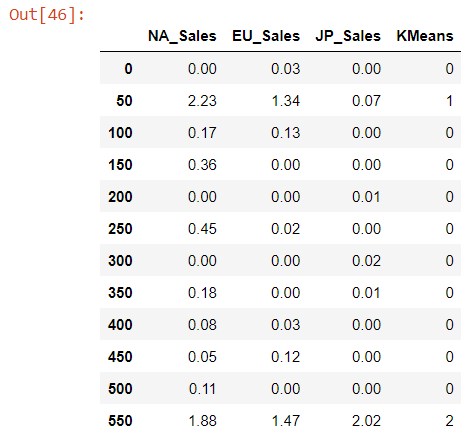 Out[46]:
NA_Sales EU_Sales JP_Sales KMeans
0 0.00 0.03 0.00 0
50 2.23 1.34 0.07 1
100 0.17 0.13 0.00 0
150 0.36 0.00 0.00 0
200 0.00 0.00 0.01 0
250 0.45 0.02 0.00 0
300 0.00 0.00 0.02 0
350 0.18 0.00 0.01 0
400 0.08 0.03 0.00 0
450 0.05 0.12 0.00 0
500 0.11 0.00 0.00 0
550 1.88 1.47 2.02 2